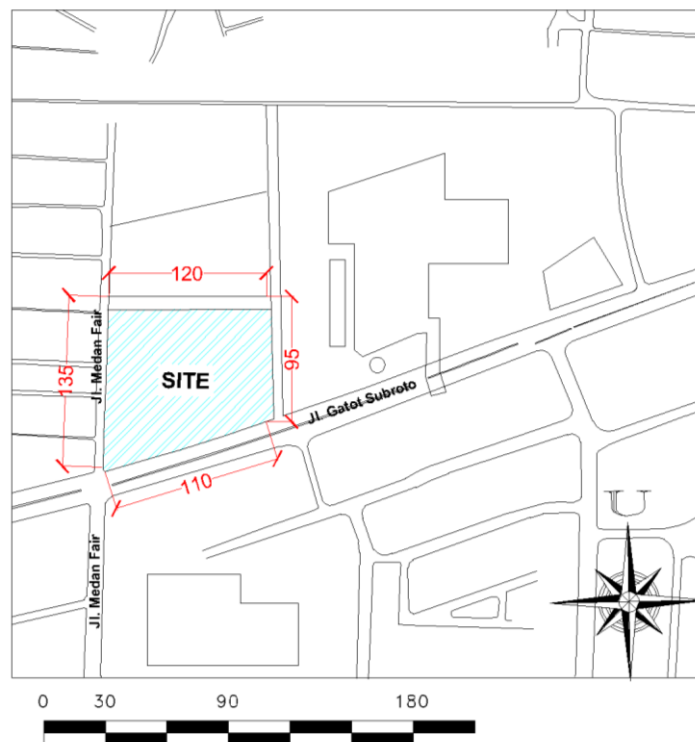 120
Jl. Medan Fair
135
SITE
95
Jl. Gatot Subroto
110
Jl. Medan Fair
0 30 90 180